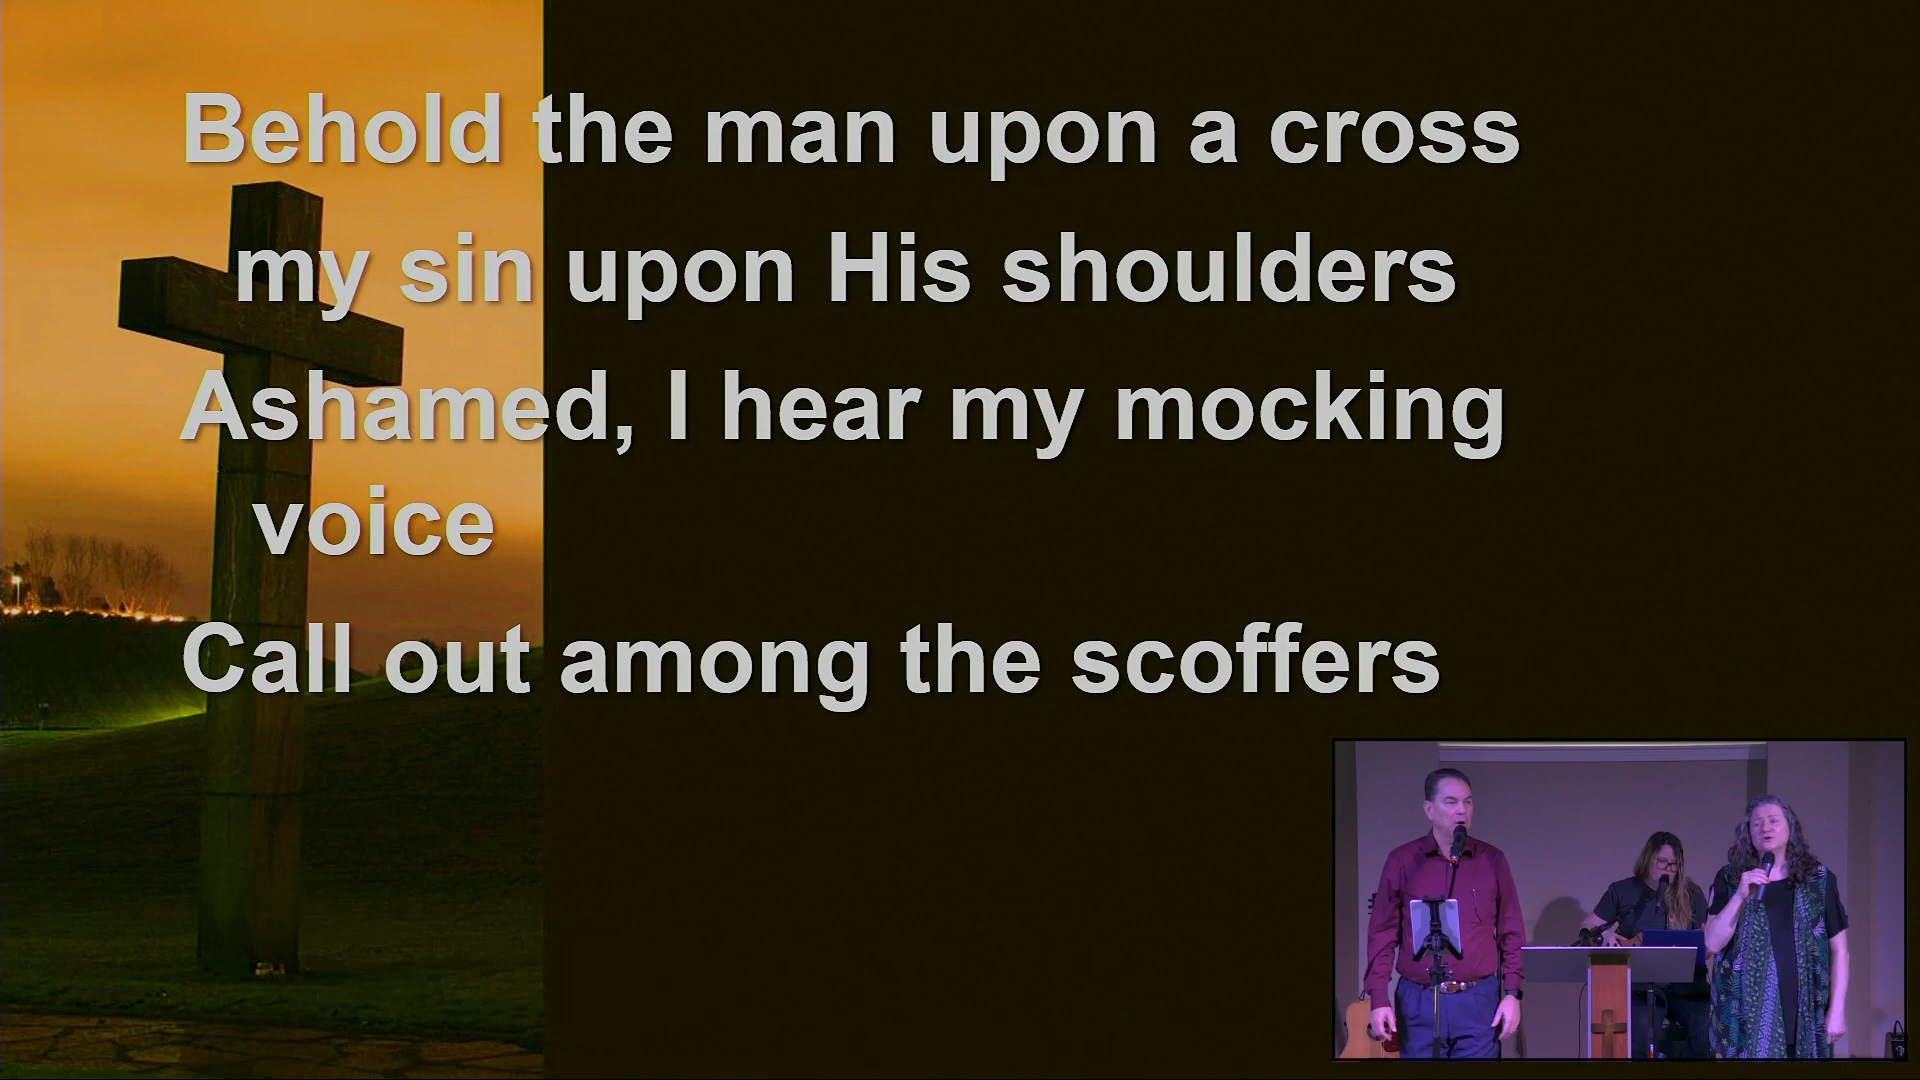 Behold the man upon a cross
my sin upon His shoulders
Ashamed, I hear my mocking
voice
Call out among the scoffers